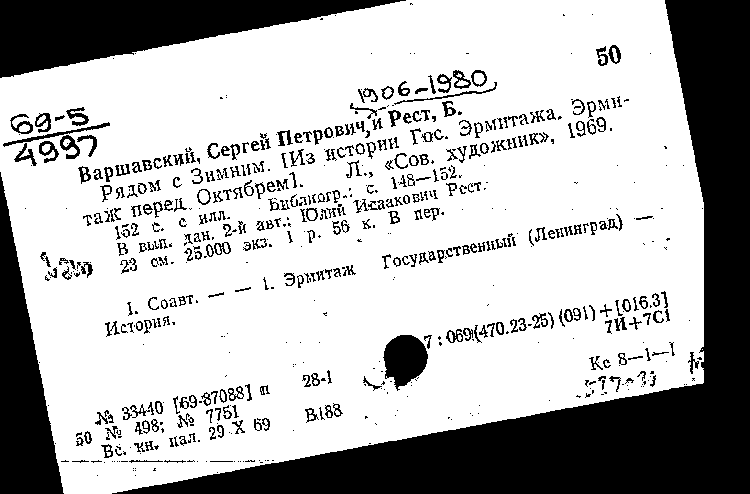 50
1906-1980
69-5
4997
Варшавский, Сергей Петрович, и Рест, Б.
Рядом с Зимним. [Из истории Гос. Эрмитажа. Эрми-
таж перед Октябрем]. Л., «Сов. художник», 1969.
152 с. с илл. Библиогр.: с. 148—152.
В вып. дан. 2-й авт.: Юлий Исаакович Рест.
23 см. 25.000 экз. 1 р. 56 к. В пер.
I. Соавт. — — 1. Эрмитаж Государственный (Ленинград) —
История.
7:069(470.23-25)(091)+[016.3]
7И+7С1
№ 33440 [69-87088] п 28-1 Кс 8—1—I
50 № 498; № 7751
Вс. кн. пал. 29 X 69 В188